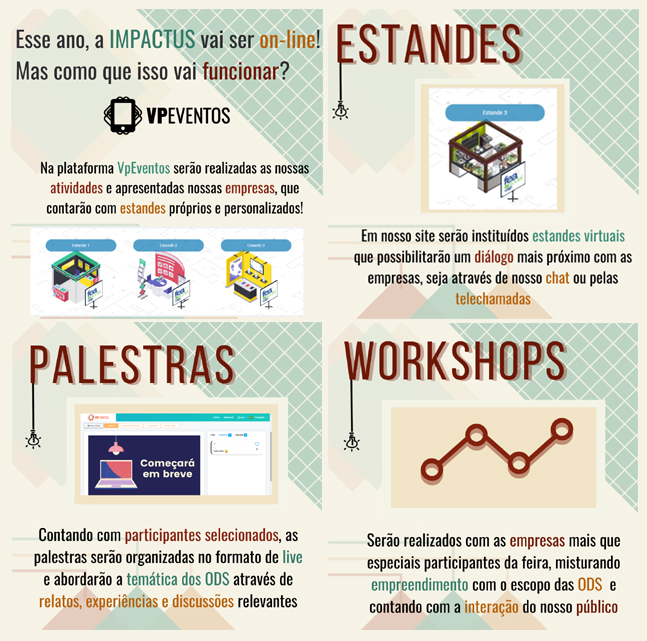 Esse ano, a IMPACTUS vai ser on-line!
Mas como que isso vai funcionar?
VPEVENTOS
Na plataforma VpEventos serão realizadas as nossas
atividades e apresentadas nossas empresas, que
contarão com estandes próprios e personalizados!
Estande 1
Estande 2
Estande 3
fea
fea
fea
ESTANDES
Estande 3
fea
Em nosso site serão instituídos estandes virtuais
que possibilitarão um diálogo mais próximo com as
empresas, seja através de nosso chat ou pelas
telechamadas
PALESTRAS
Começará
em breve
Contando com participantes selecionados, as
palestras serão organizadas no formato de live
e abordarão a temática dos ODS através de
relatos, experiências e discussões relevantes
WORKSHOPS
Serão realizados com as empresas mais que
especiais participantes da feira, misturando
empreendimento com o escopo das ODS e
contando com a interação do nosso público